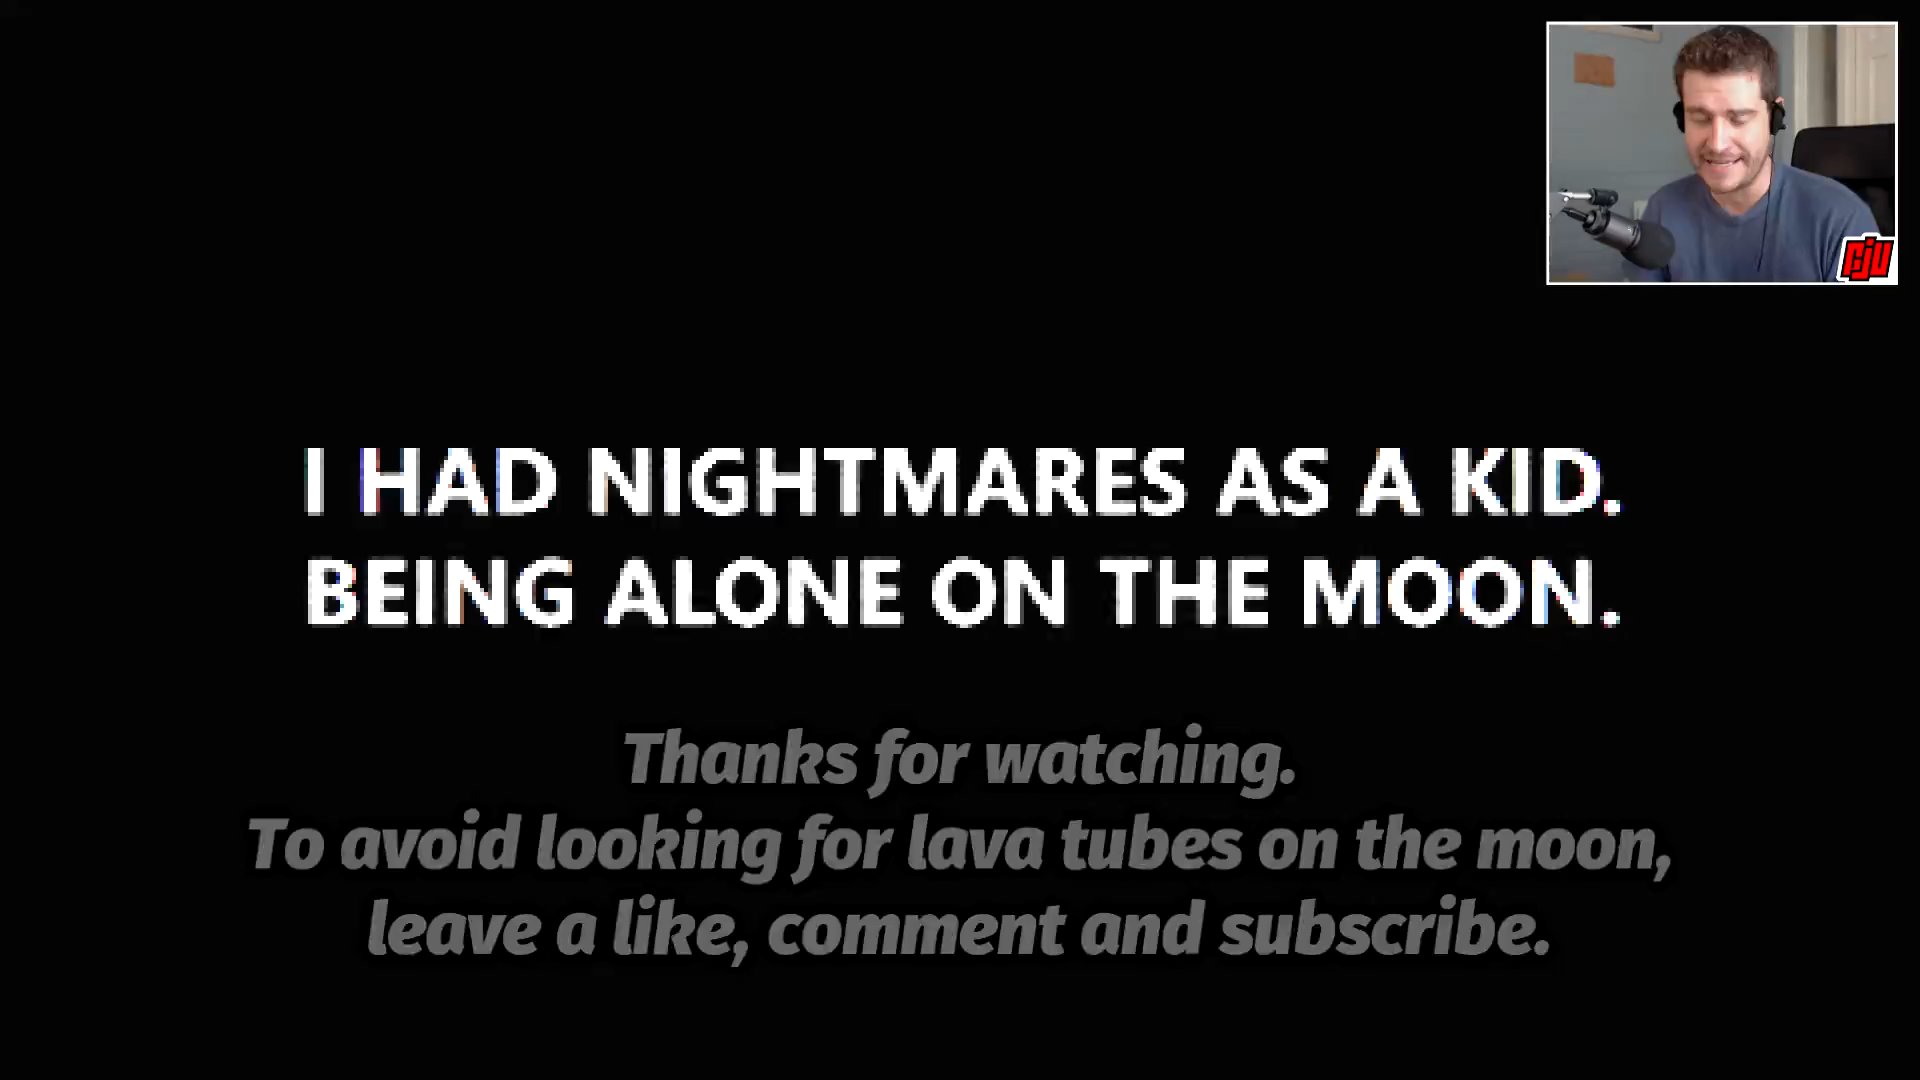 I HAD NIGHTMARES AS A KID.
BEING ALONE ON THE MOON.
Thanks for watching.
To avoid looking for lava tubes on the moon,
leave a like, comment and subscribe.